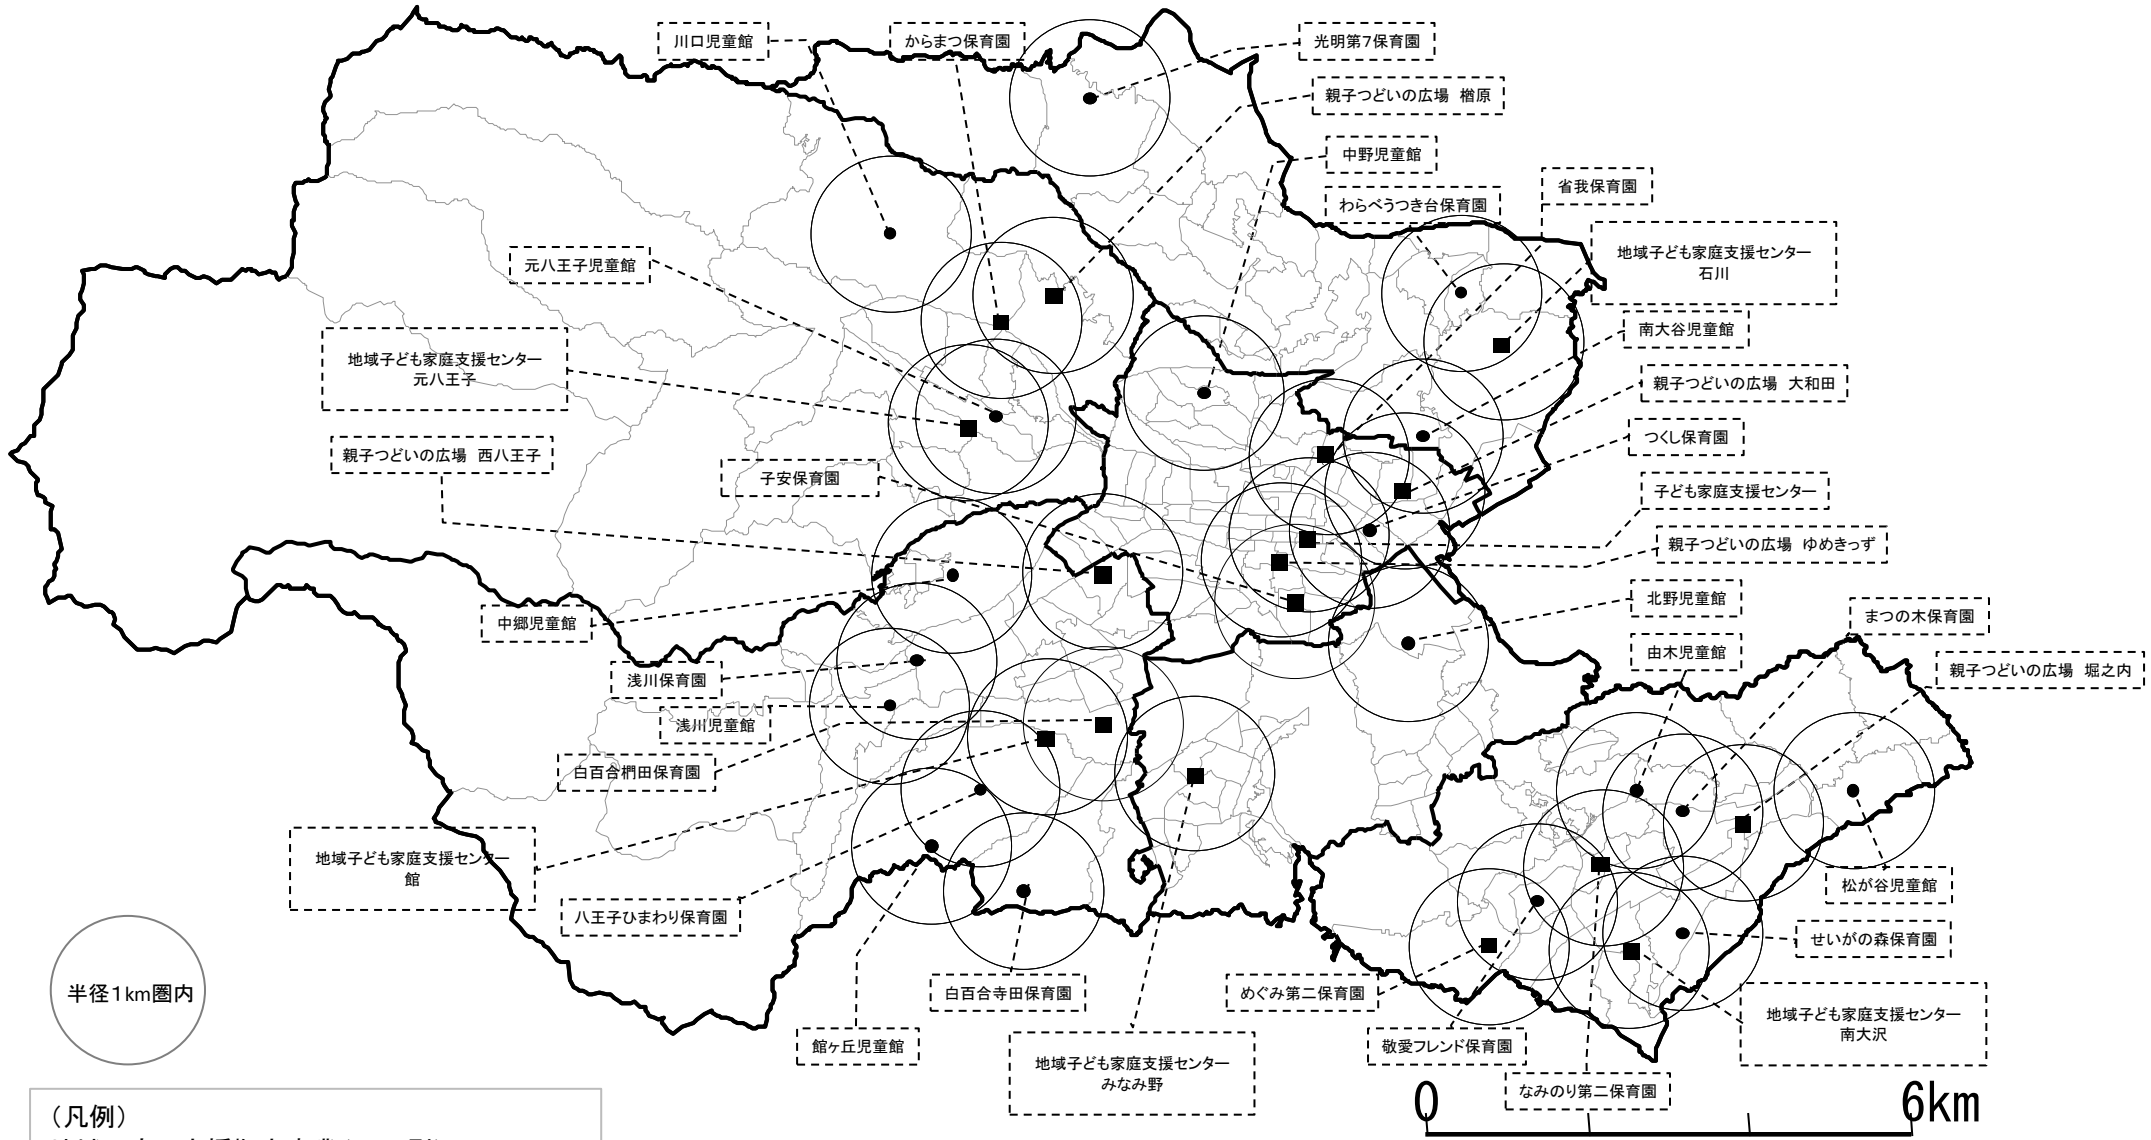 川口児童館
からまつ保育園
光明第7保育園
親子つどいの広場 楢原
中野児童館
省我保育園
わらべうつき台保育園
地域子ども家庭支援センター
石川
元八王子児童館
南大谷児童館
地域子ども家庭支援センター
元八王子
親子つどいの広場 大和田
つくし保育園
親子つどいの広場 西八王子
子安保育園
子ども家庭支援センター
親子つどいの広場 ゆめきっず
北野児童館
まつの木保育園
中郷児童館
由木児童館
親子つどいの広場 堀之内
浅川保育園
浅川児童館
白百合椚田保育園
地域子ども家庭支援センター
館
松が谷児童館
八王子ひまわり保育園
せいがの森保育園
半径1km圏内
白百合寺田保育園
めぐみ第二保育園
地域子ども家庭支援センター
南大沢
館ヶ丘児童館
敬愛フレンド保育園
地域子ども家庭支援センター
みなみ野
なみのり第二保育園
0
6km
（凡例）